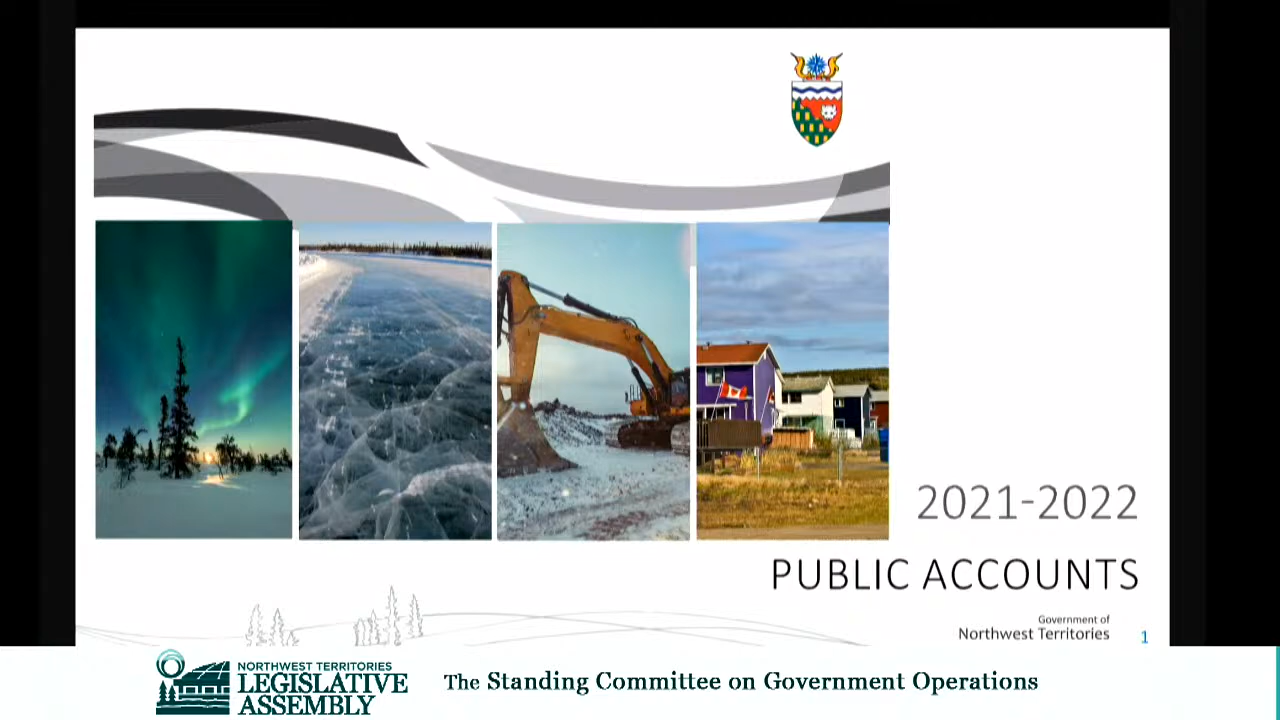 2021-2022
PUBLIC ACCOUNTS
Government of
Northwest Territories
1
NORTHWEST TERRITORIES
LEGISLATIVE
ASSEMBLY
The Standing Committee on Government Operations